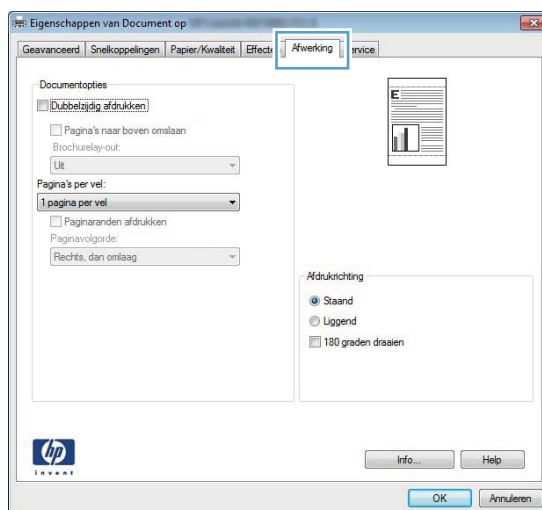 Eigenschappen van Document op
Geavanceerd Snelkoppelingen Papier/Kwaliteit Afwerking
Documentopties
Dubbelzijdig afdrukken
Pagina's naar boven omslaan
Brochurelay-out:
Uit
Pagina's per vel:
1 pagina per vel
Paginaranden afdrukken
Paginavolgorde:
Rechts, dan omlaag
E
Afdrukrichting
Staand
Liggend
180 graden draaien
hp
invent
Info... Help
OK Annuleren